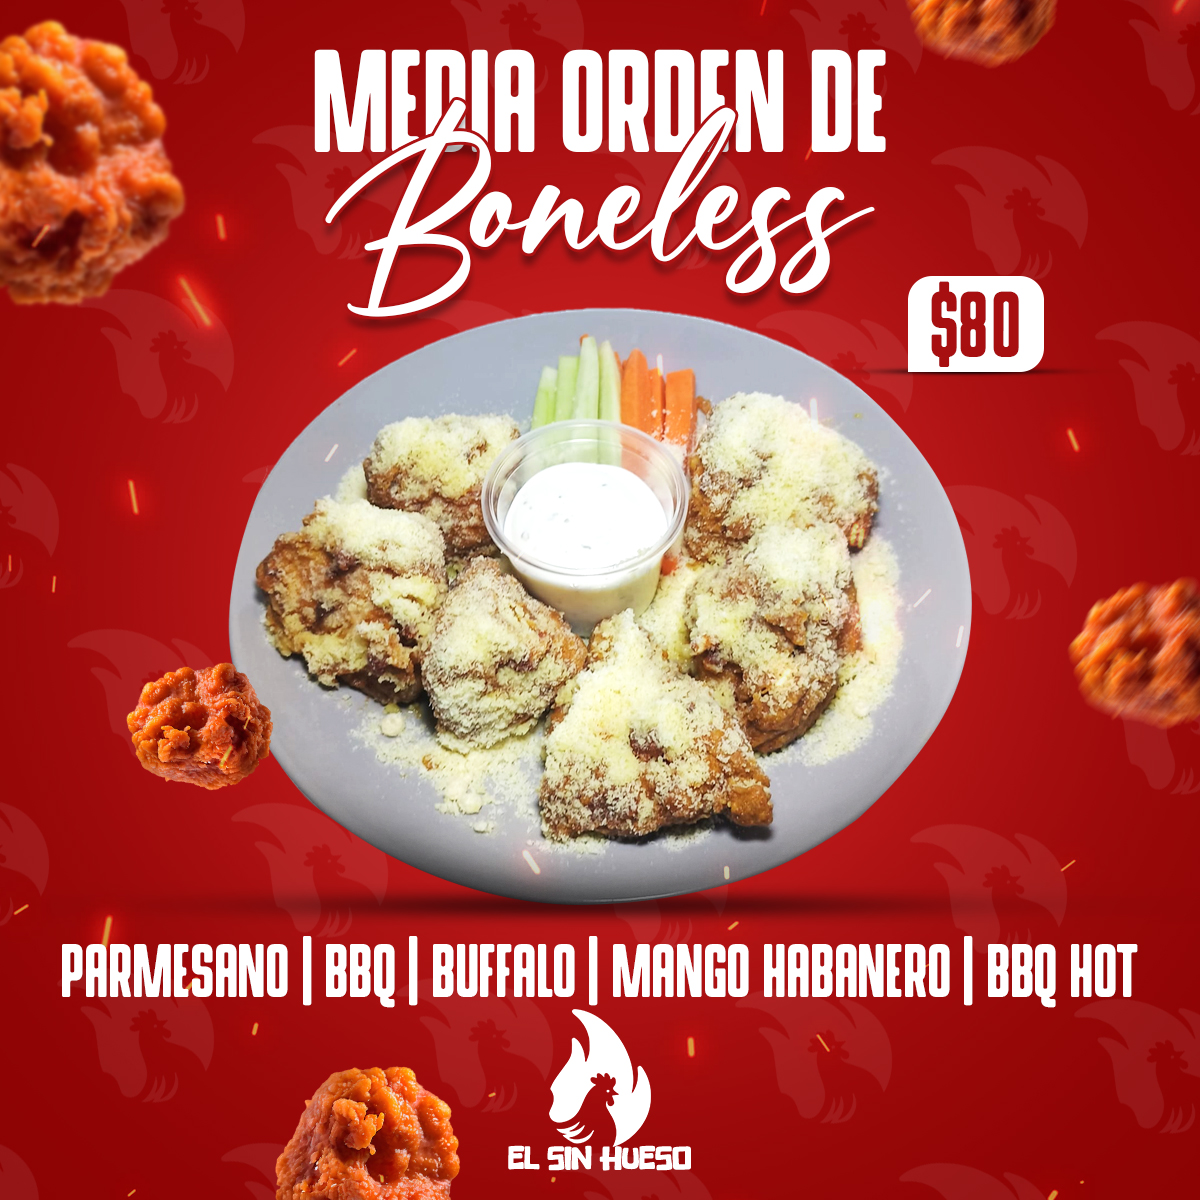 MEDIA ORDEN DE
Boneless
$80
PARMESANO | BBQ | BUFFALO | MANGO HABANERO | BBQ HOT
EL SIN HUESO